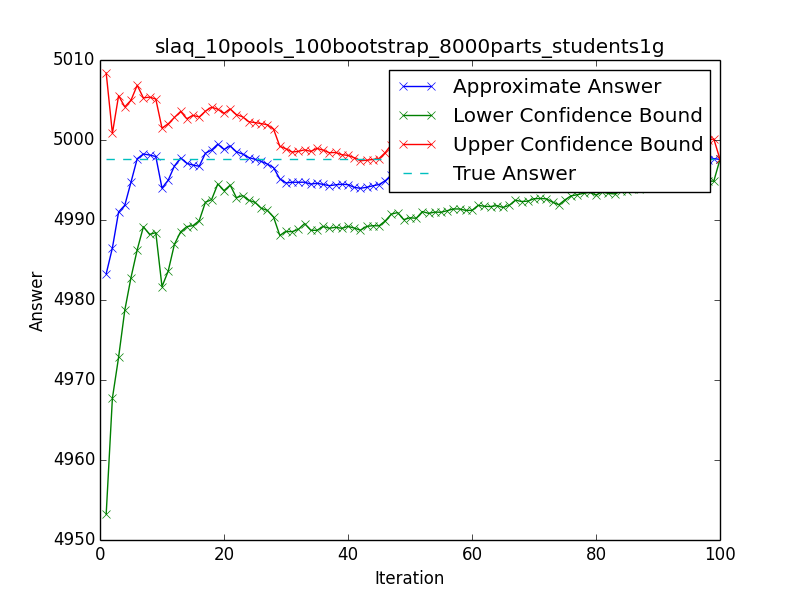 slaq_10pools_100bootstrap_8000parts_students1g
5010
5000
4990
4980
4970
4960
4950
Answer
Approximate Answer
Lower Confidence Bound
Upper Confidence Bound
True Answer
0 20 40 60 80 100
Iteration